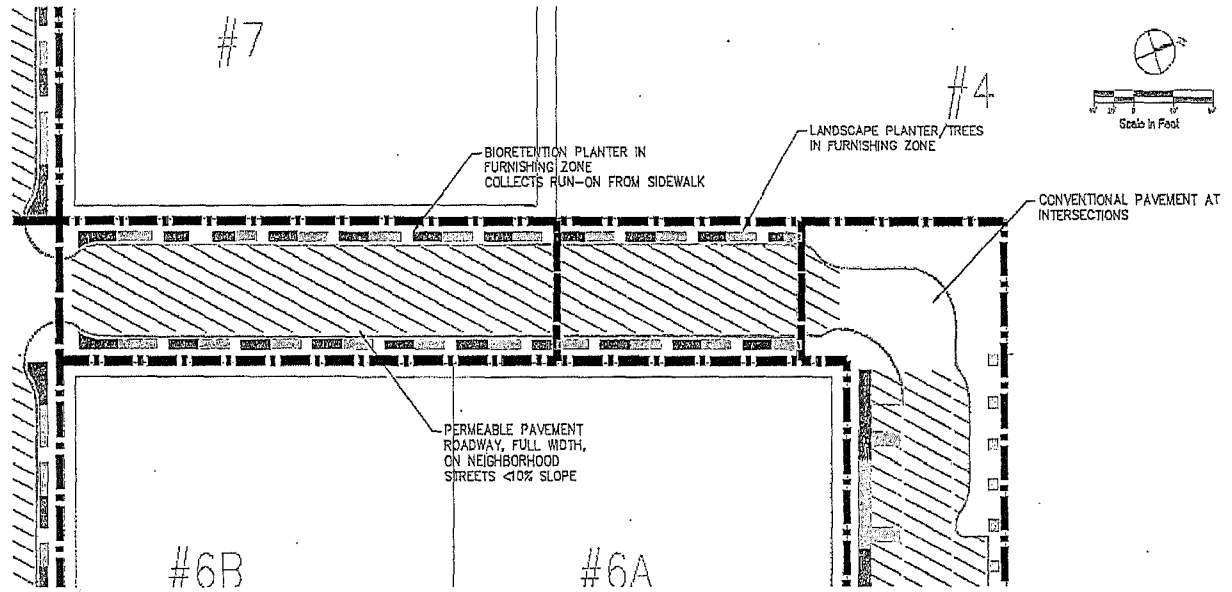 #7
#4
Scale in Feet
LANDSCAPE PLANTER/TREES
IN FURNISHING ZONE
BIORETENTION PLANTER IN
FURNISHING ZONE
COLLECTS RUN-ON FROM SIDEWALK
CONVENTIONAL PAVEMENT AT
INTERSECTIONS
PERMEABLE PAVEMENT
ROADWAY, FULL WIDTH,
ON NEIGHBORHOOD
STREETS <10% SLOPE
#6B
#6A